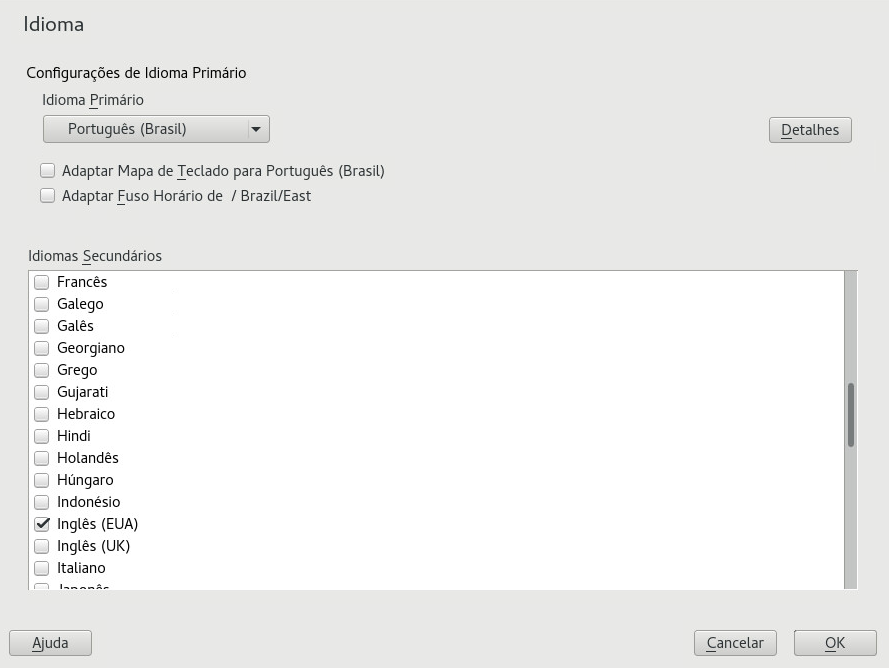 Idioma
Configurações de Idioma Primário
Idioma Primário
Português (Brasil)
Detalhes
Adaptar Mapa de Teclado para Português (Brasil)
Adaptar Fuso Horário de / Brazil/East
Idiomas Secundários
Francês
Galego
Galês
Georgiano
Grego
Gujarati
Hebraico
Hindi
Holandês
Húngaro
Indonésio
Inglês (EUA)
Inglês (UK)
Italiano
Japonês
Ajuda
Cancelar
OK